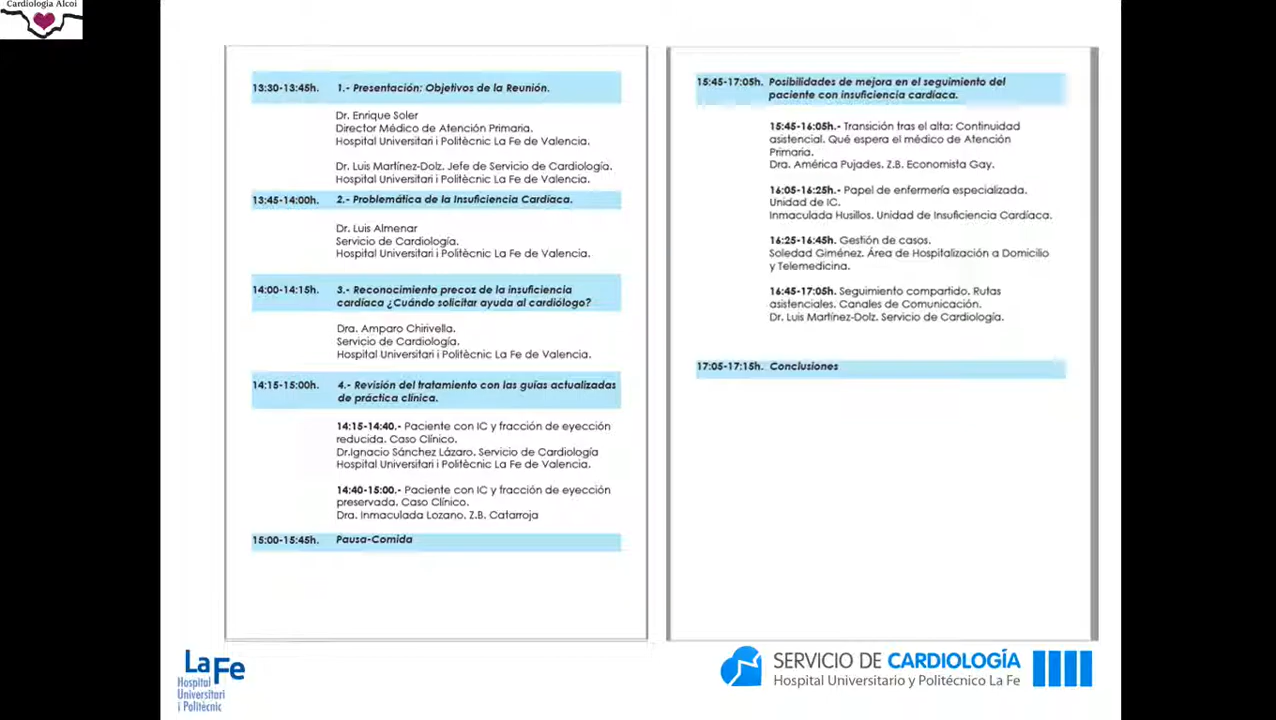 Cardiología Alcoi
13:30-13:45h. 1.- Presentación: Objetivos de la Reunión.
Dr. Enrique Soler
Director Médico de Atención Primaria.
Hospital Universitari i Politècnic La Fe de Valencia.
Dr. Luis Martínez-Dolz. Jefe de Servicio de Cardiología.
Hospital Universitari i Politècnic La Fe de Valencia.
13:45-14:00h. 2.- Problemática de la Insuficiencia Cardíaca.
Dr. Luis Almenar
Servicio de Cardiología.
Hospital Universitari i Politècnic La Fe de Valencia.
14:00-14:15h. 3.- Reconocimiento precoz de la insuficiencia
cardíaca ¿Cuándo solicitar ayuda al cardiólogo?
Dra. Amparo Chirivella.
Servicio de Cardiología.
Hospital Universitari i Politècnic La Fe de Valencia.
14:15-15:00h. 4.- Revisión del tratamiento con las guías actualizadas
de práctica clínica.
14:15-14:40.- Paciente con IC y fracción de eyección
reducida. Caso Clínico.
Dr.Ignacio Sánchez Lázaro. Servicio de Cardiología
Hospital Universitari i Politècnic La Fe de Valencia.
14:40-15:00.- Paciente con IC y fracción de eyección
preservada. Caso Clínico.
Dra. Inmaculada Lozano. Z.B. Catarroja
15:00-15:45h. Pausa-Comida
15:45-17:05h. Posibilidades de mejora en el seguimiento del
paciente con insuficiencia cardíaca.
15:45-16:05h.- Transición tras el alta: Continuidad
asistencial. Qué espera el médico de Atención
Primaria.
Dra. América Pujades. Z.B. Economista Gay.
16:05-16:25h.- Papel de enfermería especializada.
Unidad de IC.
Inmaculada Husillos. Unidad de Insuficiencia Cardíaca.
16:25-16:45h. Gestión de casos.
Soledad Giménez. Área de Hospitalización a Domicilio
y Telemedicina.
16:45-17:05h. Seguimiento compartido. Rutas
asistenciales. Canales de Comunicación.
Dr. Luis Martínez-Dolz. Servicio de Cardiología.
17:05-17:15h. Conclusiones
La Fe
Hospital
Universitari
i Politècnic
SERVICIO DE CARDIOLOGÍA
Hospital Universitario y Politécnico La Fe